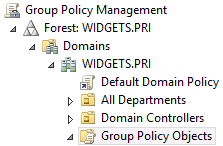 Group Policy Management
Forest: WIDGETS.PRI
Domains
WIDGETS.PRI
Default Domain Policy
All Departments
Domain Controllers
Group Policy Objects